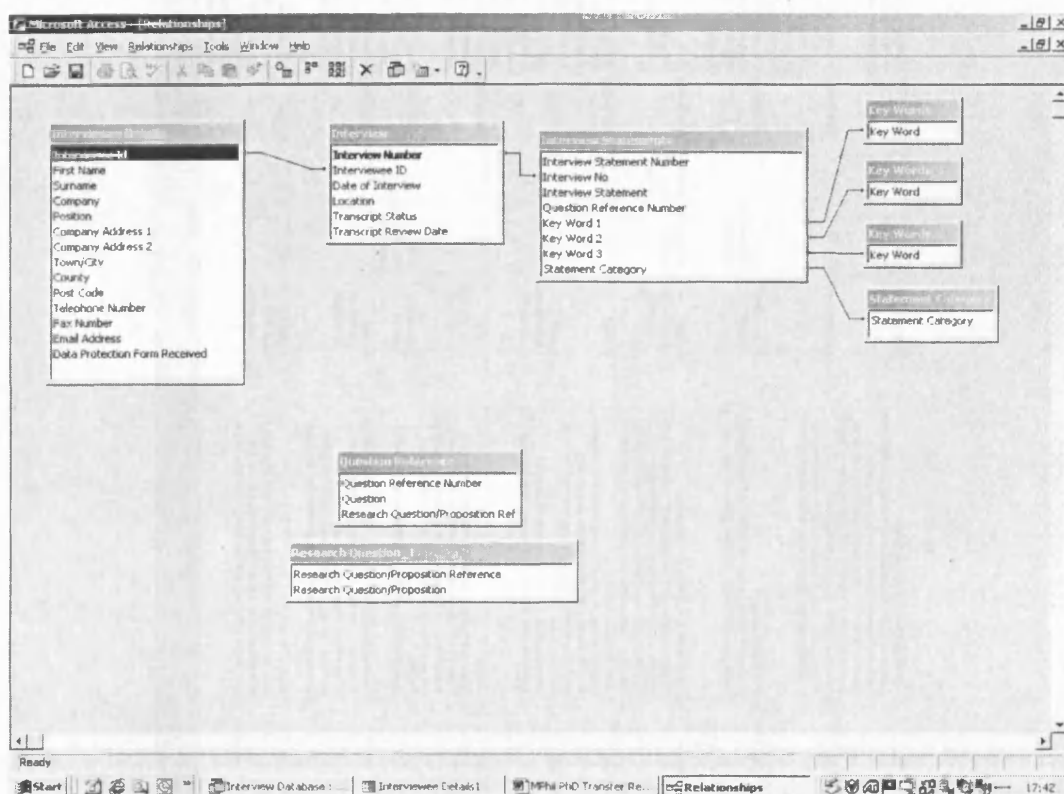 Microsoft Access - [Relationships]
File Edit View Relationships Tools Window Help
Interviewee Details
Interviewee Id
First Name
Surname
Company
Position
Company Address 1
Company Address 2
Town/City
County
Post Code
Telephone Number
Fax Number
Email Address
Data Protection Form Received
Interview
Interview Number
Interviewee ID
Date of Interview
Location
Transcript Status
Transcript Review Date
Interview Statements
Interview Statement Number
Interview No
Interview Statement
Question Reference Number
Key Word 1
Key Word 2
Key Word 3
Statement Category
Key Words
Key Word
Key Words
Key Word
Key Words
Key Word
Statement Category
Statement Category
Question Reference
Question Reference Number
Question
Research Question/Proposition Ref
Research Question
Research Question/Proposition Reference
Research Question/Proposition
Ready
Start Interview Database : ... Interviewee Details1 MPhil PhD Transfer Re... Relationships 17:42